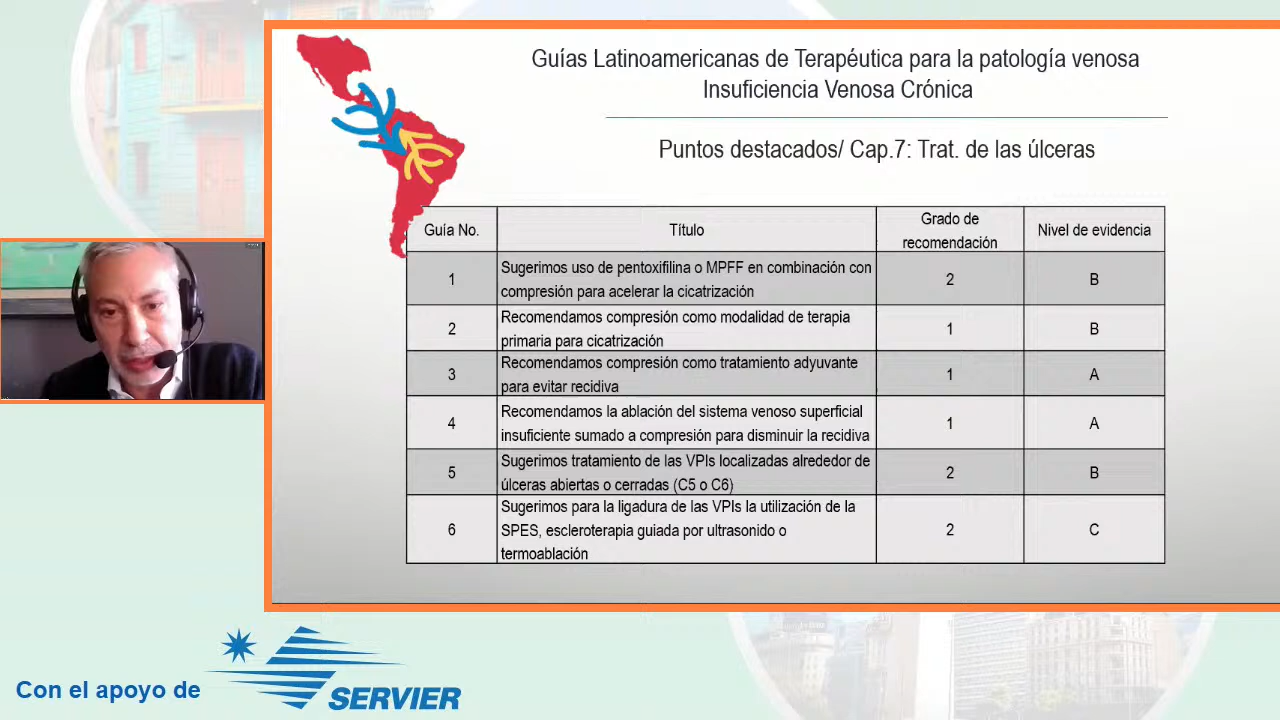 Guías Latinoamericanas de Terapéutica para la patología venosa
Insuficiencia Venosa Crónica
Puntos destacados/ Cap.7: Trat. de las úlceras
Guía No.
Título
Grado de
recomendación
Nivel de evidencia
1
Sugerimos uso de pentoxifilina o MPFF en combinación con
compresión para acelerar la cicatrización
2
B
2
Recomendamos compresión como modalidad de terapia
primaria para cicatrización
1
B
3
Recomendamos compresión como tratamiento adyuvante
para evitar recidiva
1
A
4
Recomendamos la ablación del sistema venoso superficial
insuficiente sumado a compresión para disminuir la recidiva
1
A
5
Sugerimos tratamiento de las VPIs localizadas alrededor de
úlceras abiertas o cerradas (C5 o C6)
2
B
6
Sugerimos para la ligadura de las VPIs la utilización de la
SPES, escleroterapia guiada por ultrasonido o
termoablación
2
C
Con el apoyo de
SERVIER